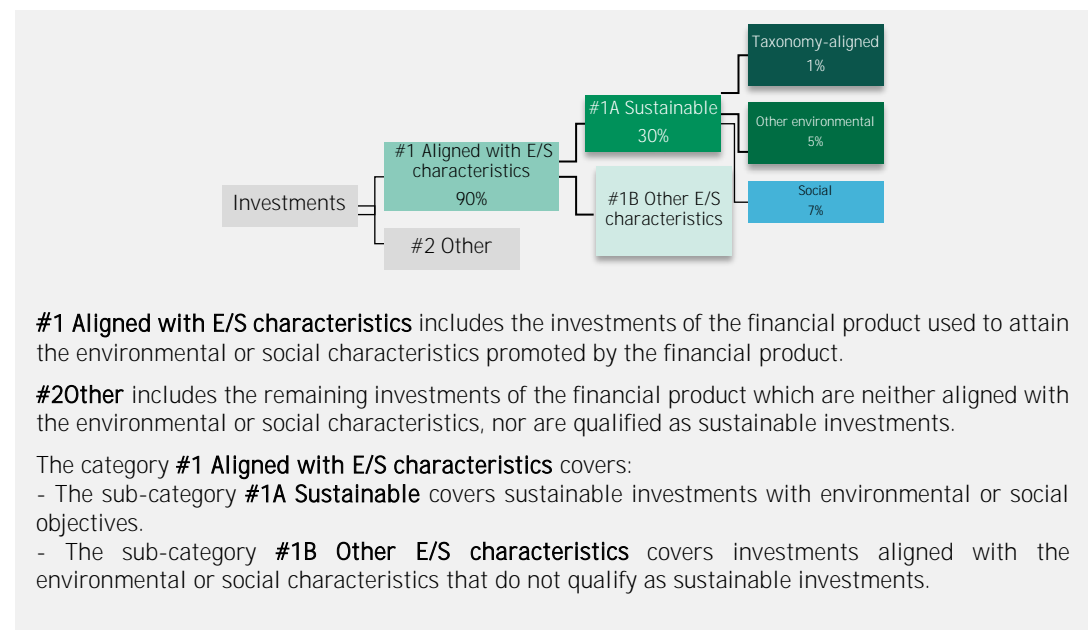 Investments
#1 Aligned with E/S
characteristics
90%
#2 Other
#1A Sustainable
30%
#1B Other E/S
characteristics
Taxonomy-aligned
1%
Other environmental
5%
Social
7%
#1 Aligned with E/S characteristics includes the investments of the financial product used to attain
the environmental or social characteristics promoted by the financial product.
#2Other includes the remaining investments of the financial product which are neither aligned with
the environmental or social characteristics, nor are qualified as sustainable investments.
The category #1 Aligned with E/S characteristics covers:
- The sub-category #1A Sustainable covers sustainable investments with environmental or social
objectives.
- The sub-category #1B Other E/S characteristics covers investments aligned with the
environmental or social characteristics that do not qualify as sustainable investments.